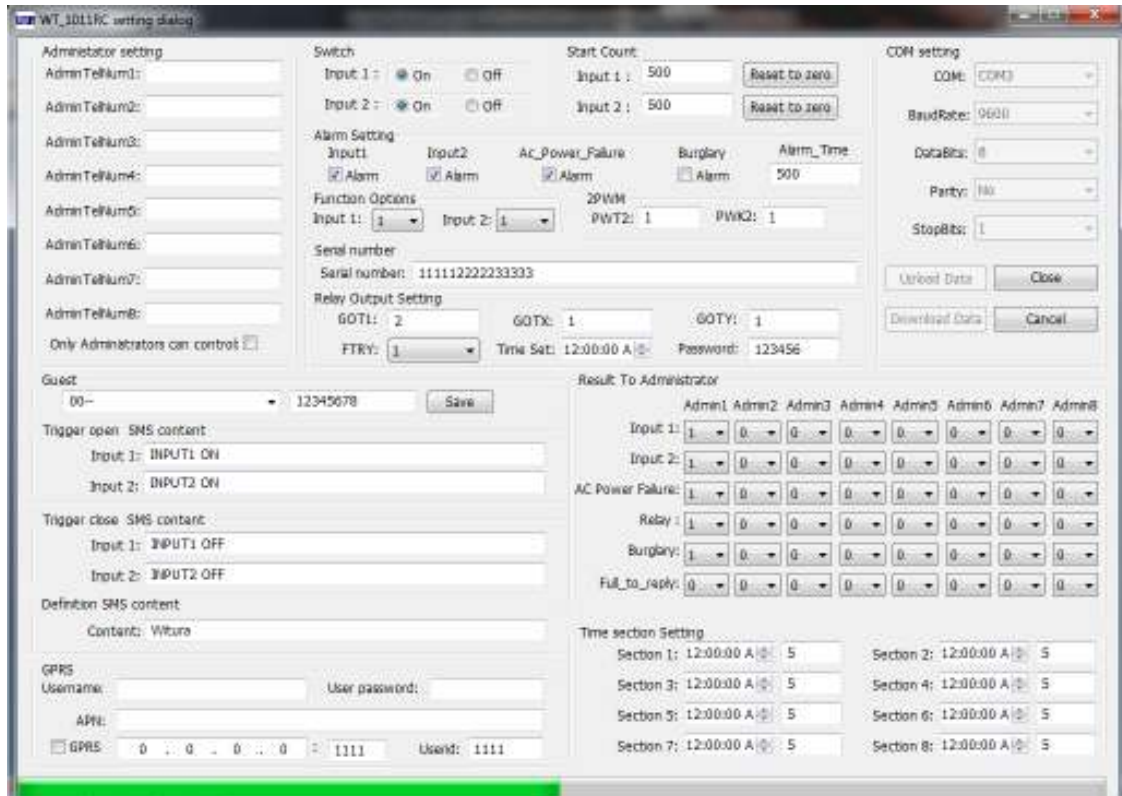 WT_1011RC setting dialog
Administator setting
AdminTelNum1:
AdminTelNum2:
AdminTelNum3:
AdminTelNum4:
AdminTelNum5:
AdminTelNum6:
AdminTelNum7:
AdminTelNum8:
Only Administrators can control:
Switch
Input 1 : On Off
Input 2 : On Off
Start Count
Input 1 : 500 Reset to zero
Input 2 : 500 Reset to zero
Alarm Setting
Input1 Input2 Ac_Power_Failure Burglary Alarm_Time
Alarm Alarm Alarm Alarm 500
Function Options
Input 1: 1 Input 2: 1
2PWM
PWT2: 1 PWK2: 1
Serial number
Serial number: 111112222233333
Relay Output Setting
GOT1: 2 GOTX: 1 GOTY: 1
FTRY: 1 Time Set: 12:00:00 A Password: 123456
COM setting
COM: COM3
BaudRate: 9600
DataBits: 8
Parity: No
StopBits: 1
Upload Data Close
Download Data Cancel
Guest
00-- 12345678 Save
Trigger open SMS content
Input 1: INPUT1 ON
Input 2: INPUT2 ON
Trigger close SMS content
Input 1: INPUT1 OFF
Input 2: INPUT2 OFF
Definition SMS content
Content: Witura
GPRS
Username: User password:
APN:
GPRS 0 . 0 . 0 . 0 : 1111 Userid: 1111
Result To Administrator
Admin1 Admin2 Admin3 Admin4 Admin5 Admin6 Admin7 Admin8
Input 1: 1 0 0 0 0 0 0 0
Input 2: 1 0 0 0 0 0 0 0
AC Power Failure: 1 0 0 0 0 0 0 0
Relay : 1 0 0 0 0 0 0 0
Burglary: 1 0 0 0 0 0 0 0
Full_to_reply: 0 0 0 0 0 0 0 0
Time section Setting
Section 1: 12:00:00 A 5 Section 2: 12:00:00 A 5
Section 3: 12:00:00 A 5 Section 4: 12:00:00 A 5
Section 5: 12:00:00 A 5 Section 6: 12:00:00 A 5
Section 7: 12:00:00 A 5 Section 8: 12:00:00 A 5